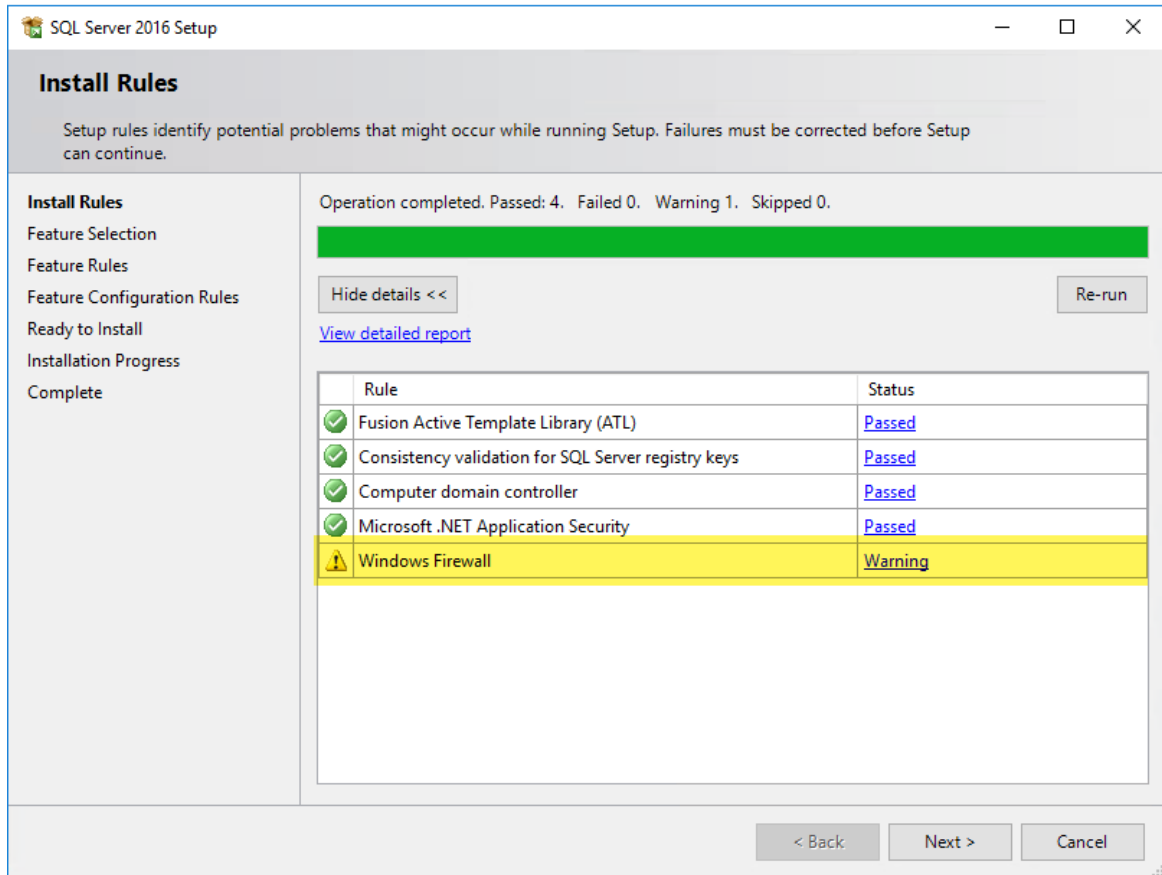 SQL Server 2016 Setup
Install Rules
Setup rules identify potential problems that might occur while running Setup. Failures must be corrected before Setup
can continue.
Install Rules
Feature Selection
Feature Rules
Feature Configuration Rules
Ready to Install
Installation Progress
Complete
Operation completed. Passed: 4. Failed 0. Warning 1. Skipped 0.
Hide details <<
Re-run
View detailed report
Rule Status
Fusion Active Template Library (ATL) Passed
Consistency validation for SQL Server registry keys Passed
Computer domain controller Passed
Microsoft .NET Application Security Passed
Windows Firewall Warning
< Back Next > Cancel